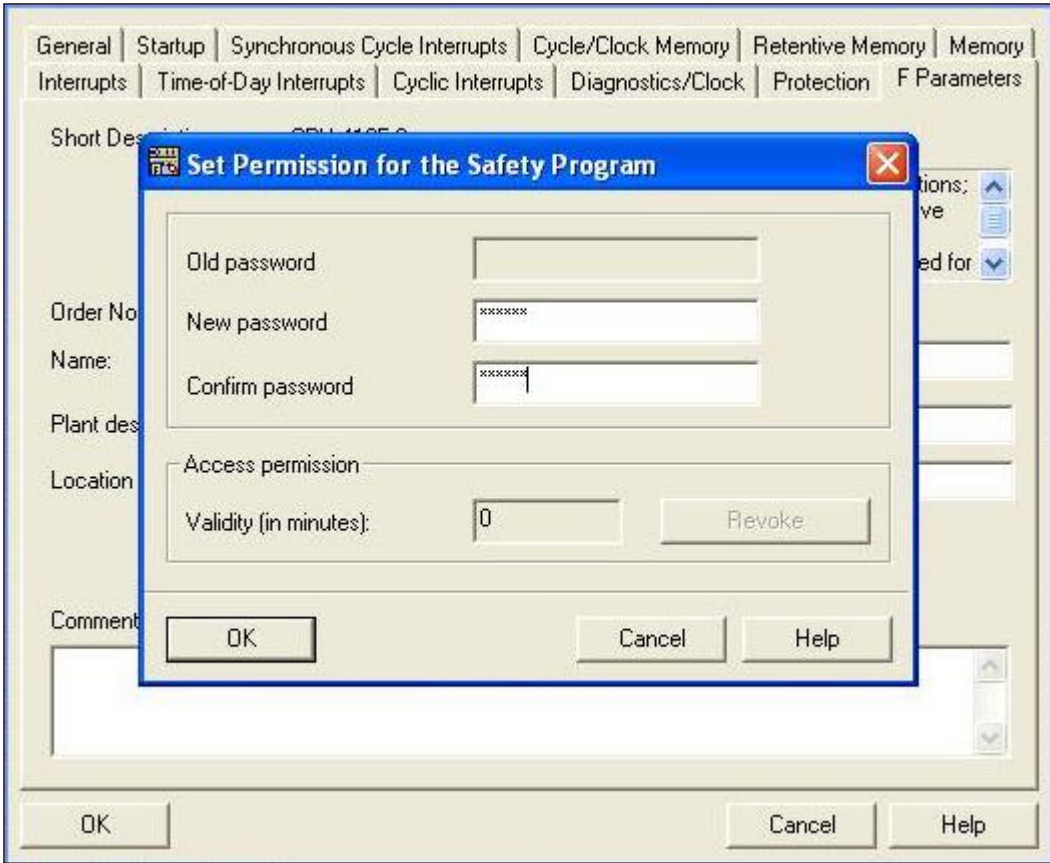 General Startup Synchronous Cycle Interrupts Cycle/Clock Memory Retentive Memory Memory
Interrupts Time-of-Day Interrupts Cyclic Interrupts Diagnostics/Clock Protection F Parameters
Short
Set Permission for the Safety Program
tions;
ve
ed for
Old password
New password ××××××
Confirm password ××××××
Order No
Name:
Plant des
Location
Access permission
Validity (in minutes): 0 Revoke
OK Cancel Help
Comment
OK Cancel Help